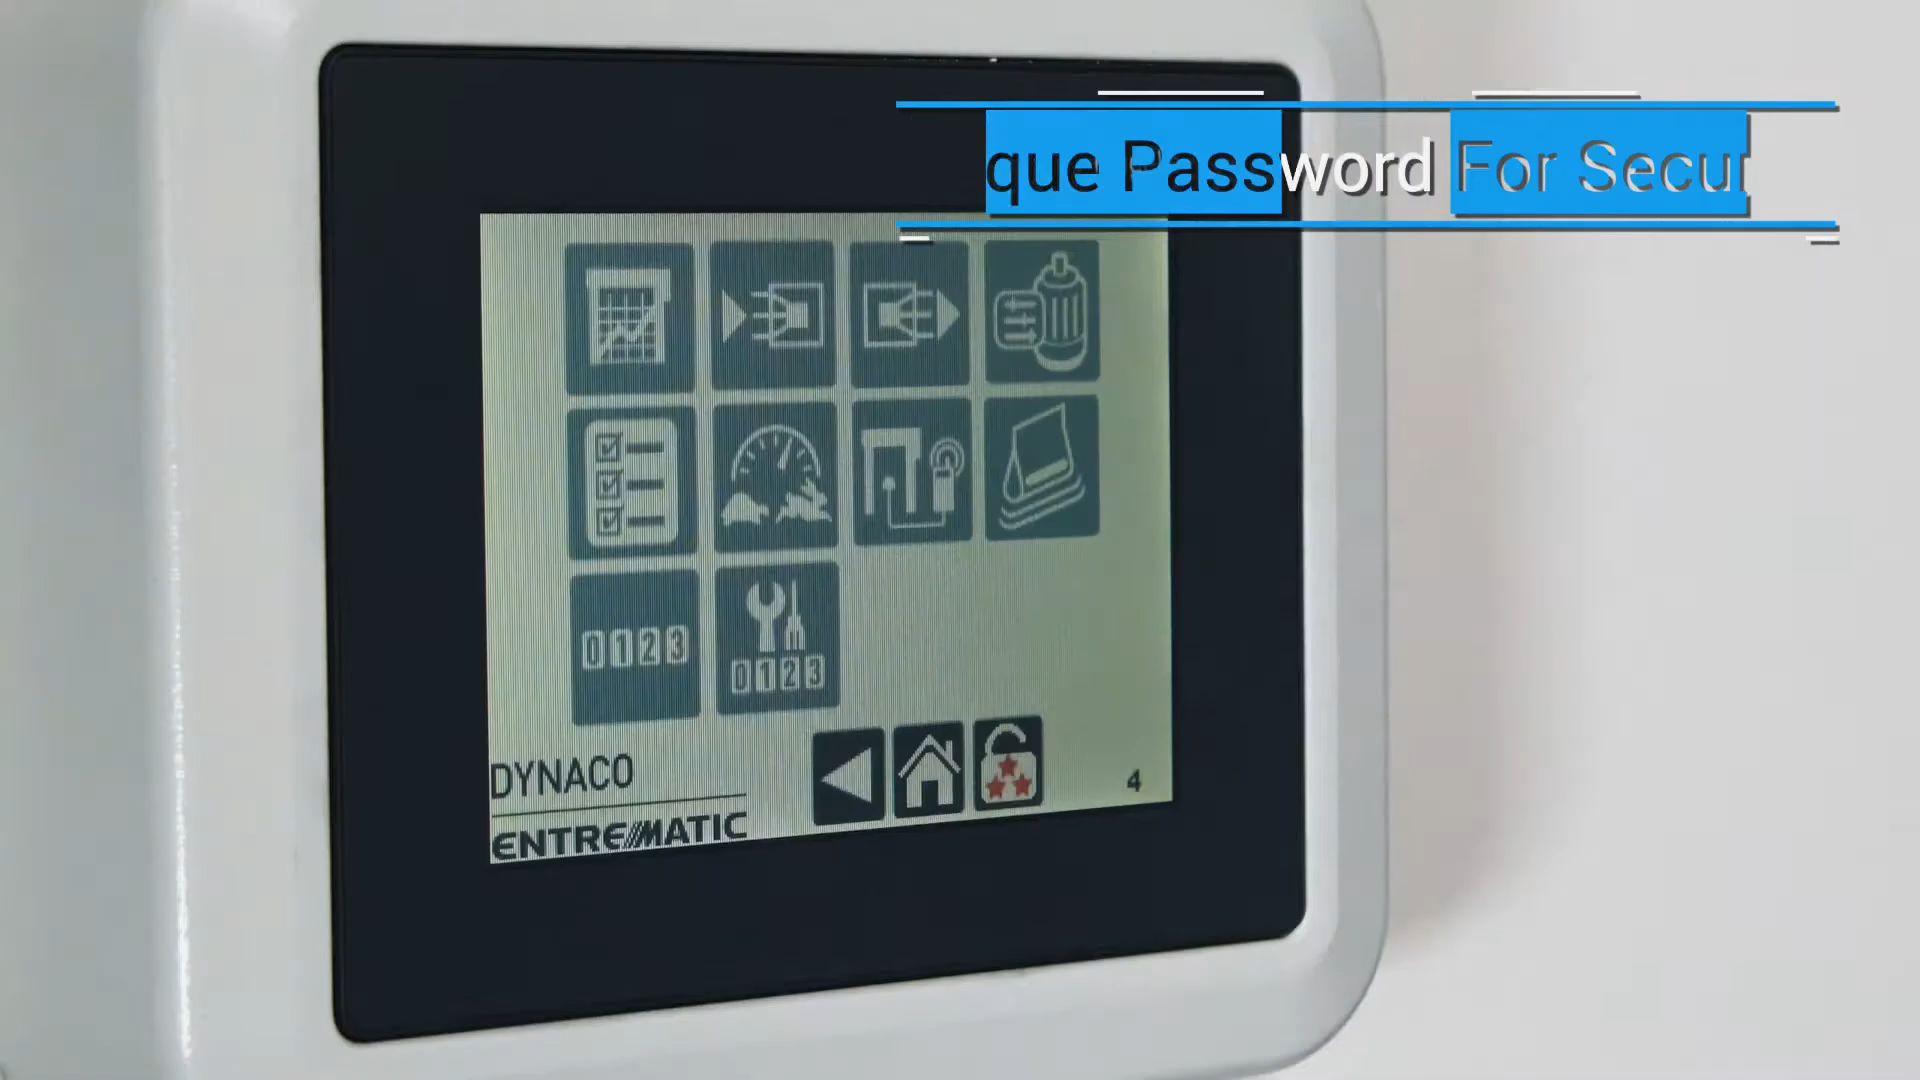 que Password For Secu
0123
0123
DYNACO
ENTREMATIC
4